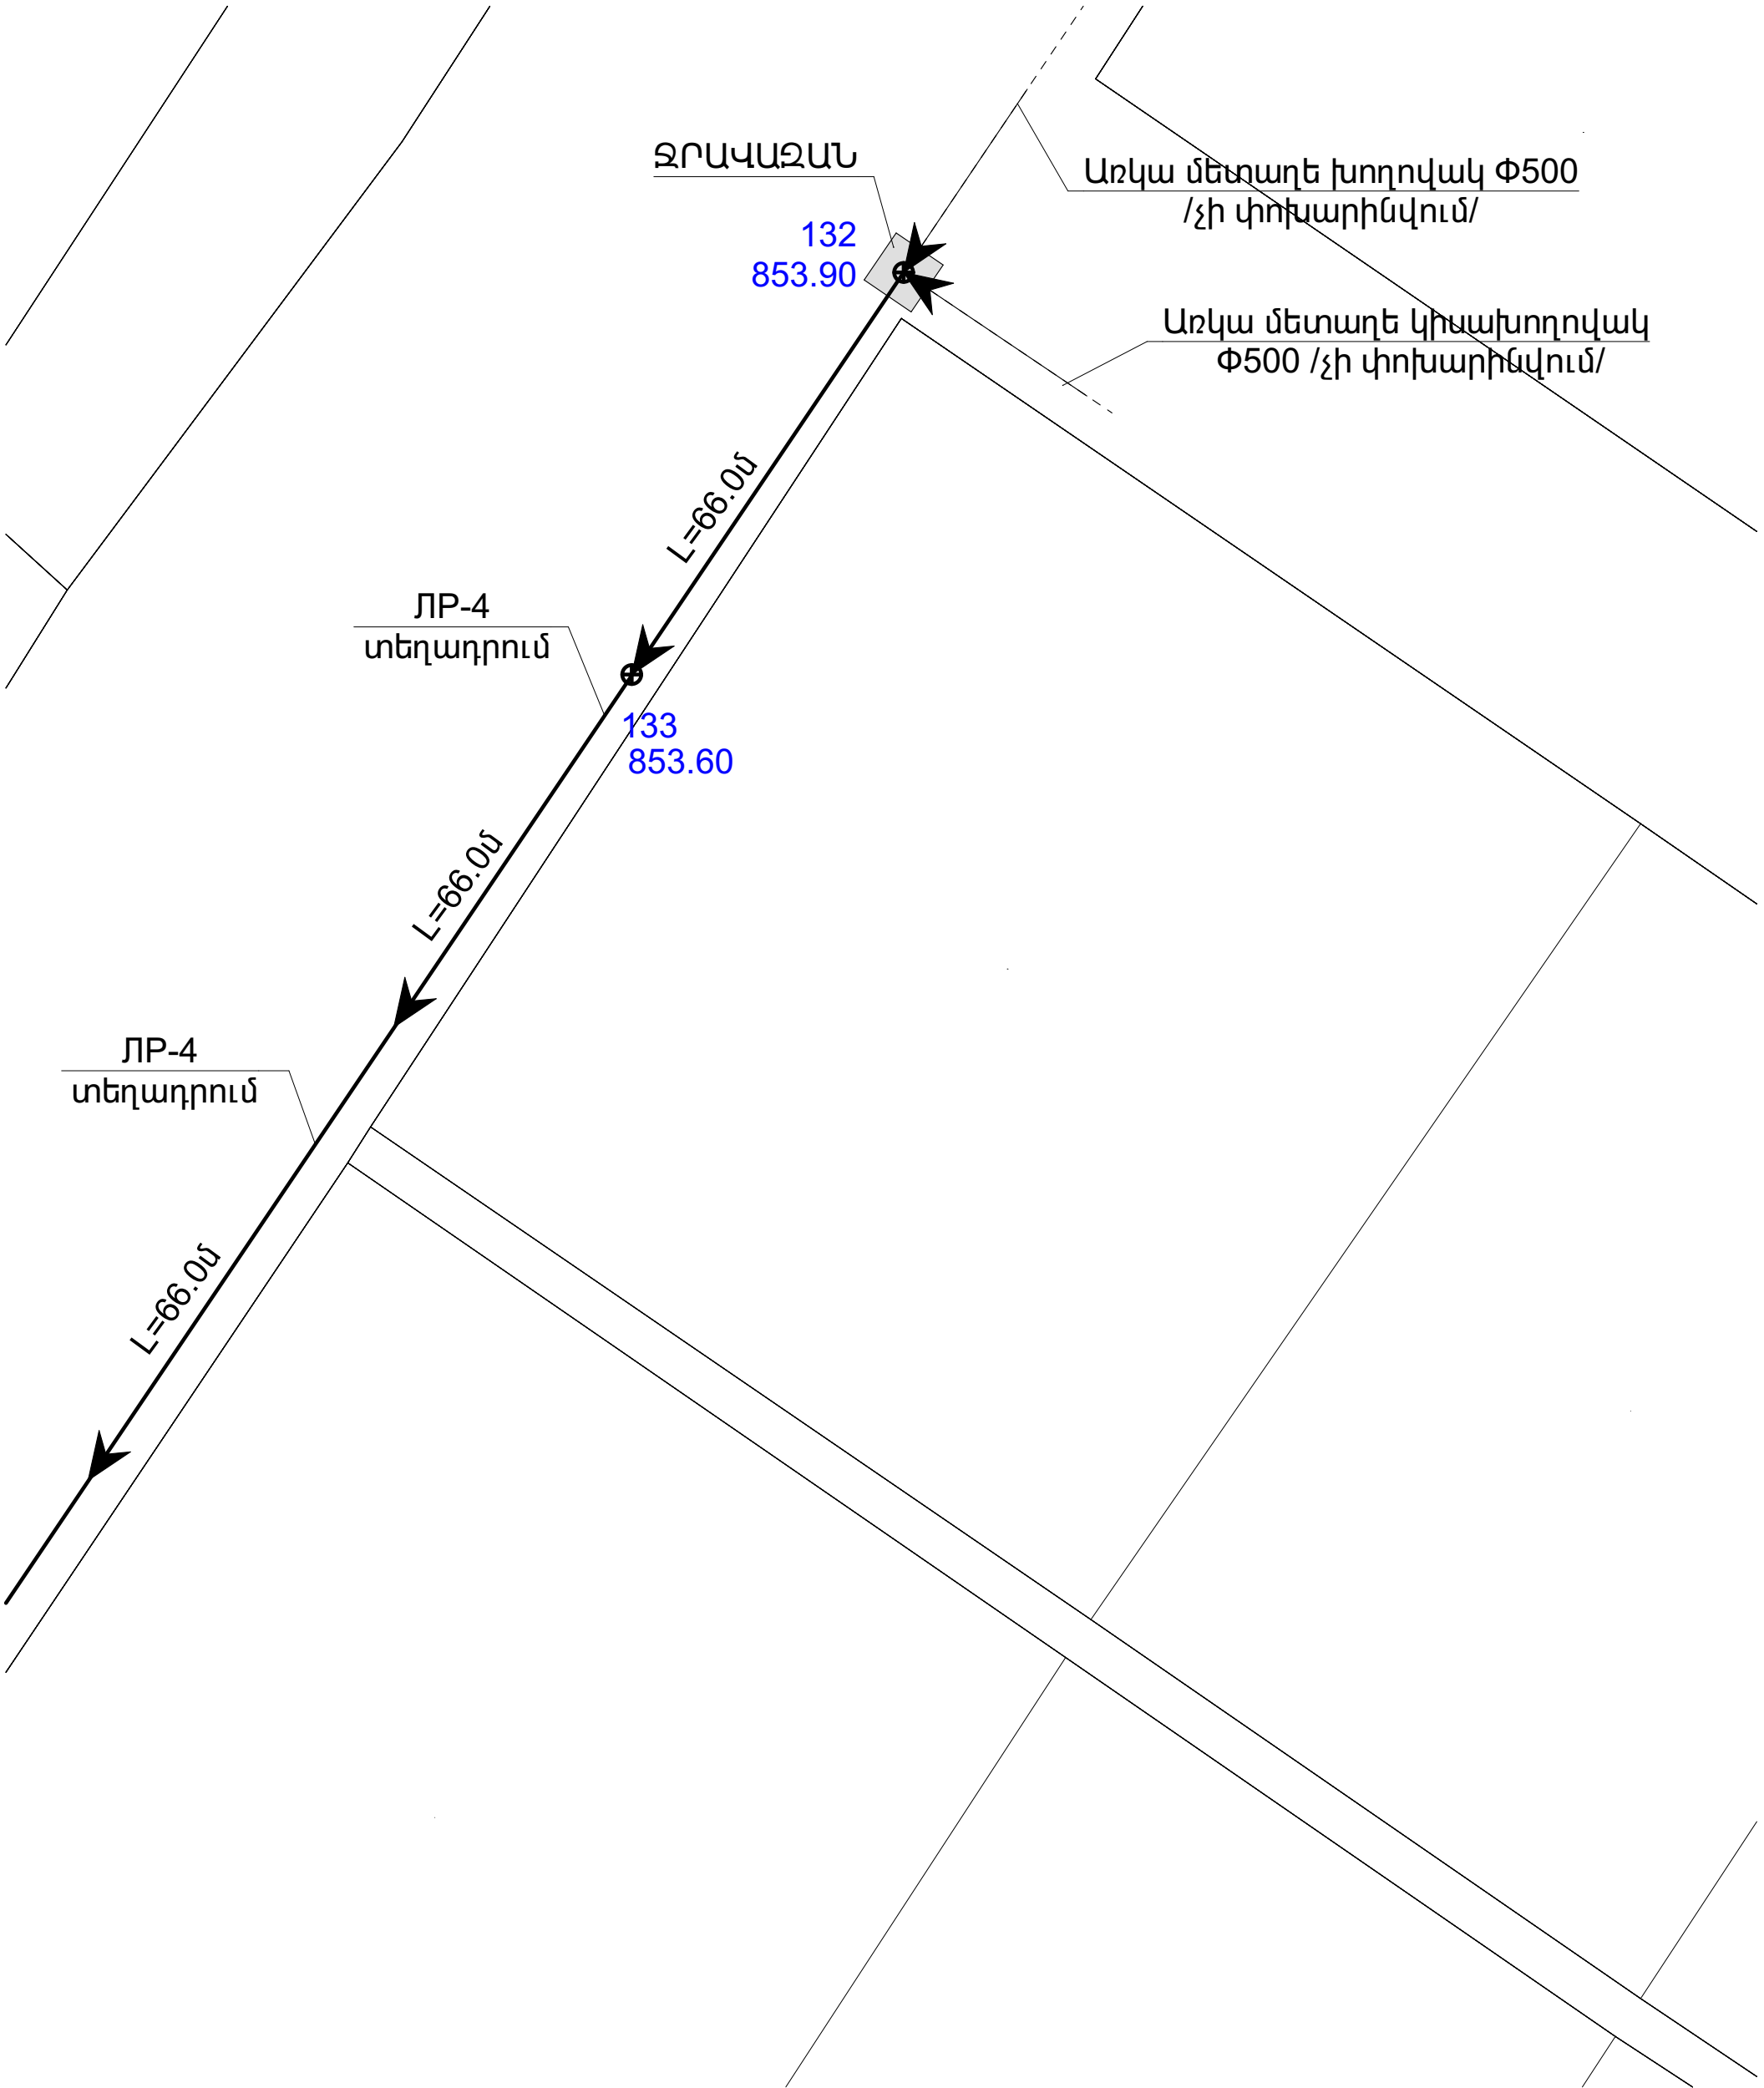 ՋՐԱՎԱԶԱՆ
Առկա մետաղե խողովակ Փ500
/չի փոխարինվում/
132
853.90
Առկա մետաղե կիսախողովակ
Փ500 /չի փոխարինվում/
L=66.0մ
ЛР-4
տեղադրում
133
853.60
L=66.0մ
ЛР-4
տեղադրում
L=66.0մ